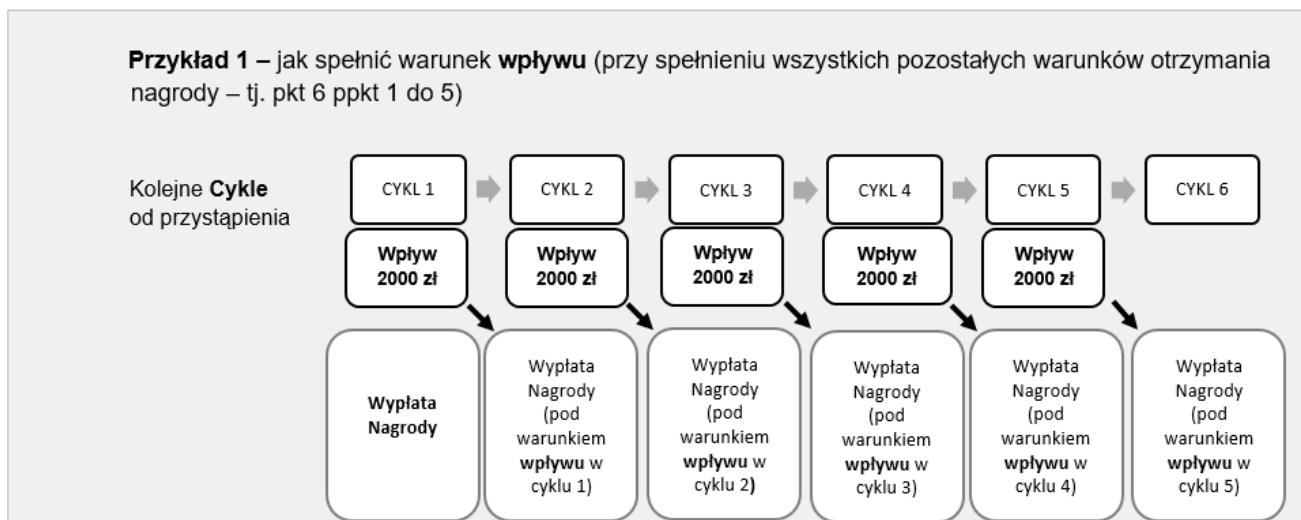 Przykład 1 – jak spełnić warunek wpływu (przy spełnieniu wszystkich pozostałych warunków otrzymania
nagrody – tj. pkt 6 ppkt 1 do 5)
Kolejne Cykle
od przystąpienia
CYKL 1
CYKL 2
CYKL 3
CYKL 4
CYKL 5
CYKL 6
Wpływ
2000 zł
Wpływ
2000 zł
Wpływ
2000 zł
Wpływ
2000 zł
Wpływ
2000 zł
Wypłata
Nagrody
Wypłata
Nagrody
(pod
warunkiem
wpływu w
cyklu 1)
Wypłata
Nagrody
(pod
warunkiem
wpływu w
cyklu 2)
Wypłata
Nagrody
(pod
warunkiem
wpływu w
cyklu 3)
Wypłata
Nagrody
(pod
warunkiem
wpływu w
cyklu 4)
Wypłata
Nagrody
(pod
warunkiem
wpływu w
cyklu 5)